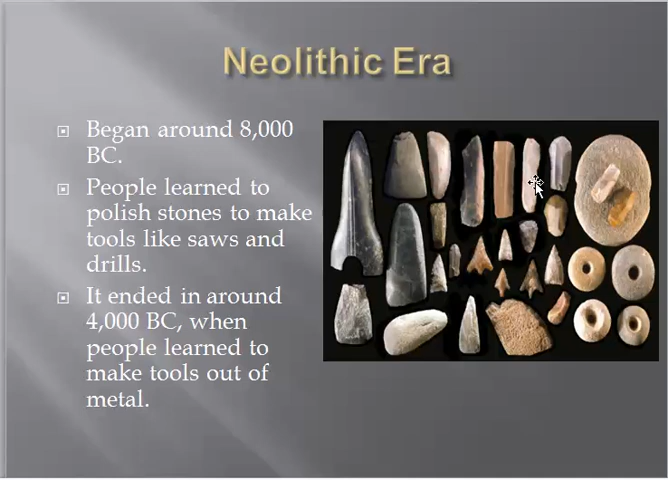 Neolithic Era
Began around 8,000
BC.
People learned to
polish stones to make
tools like saws and
drills.
It ended in around
4,000 BC, when
people learned to
make tools out of
metal.